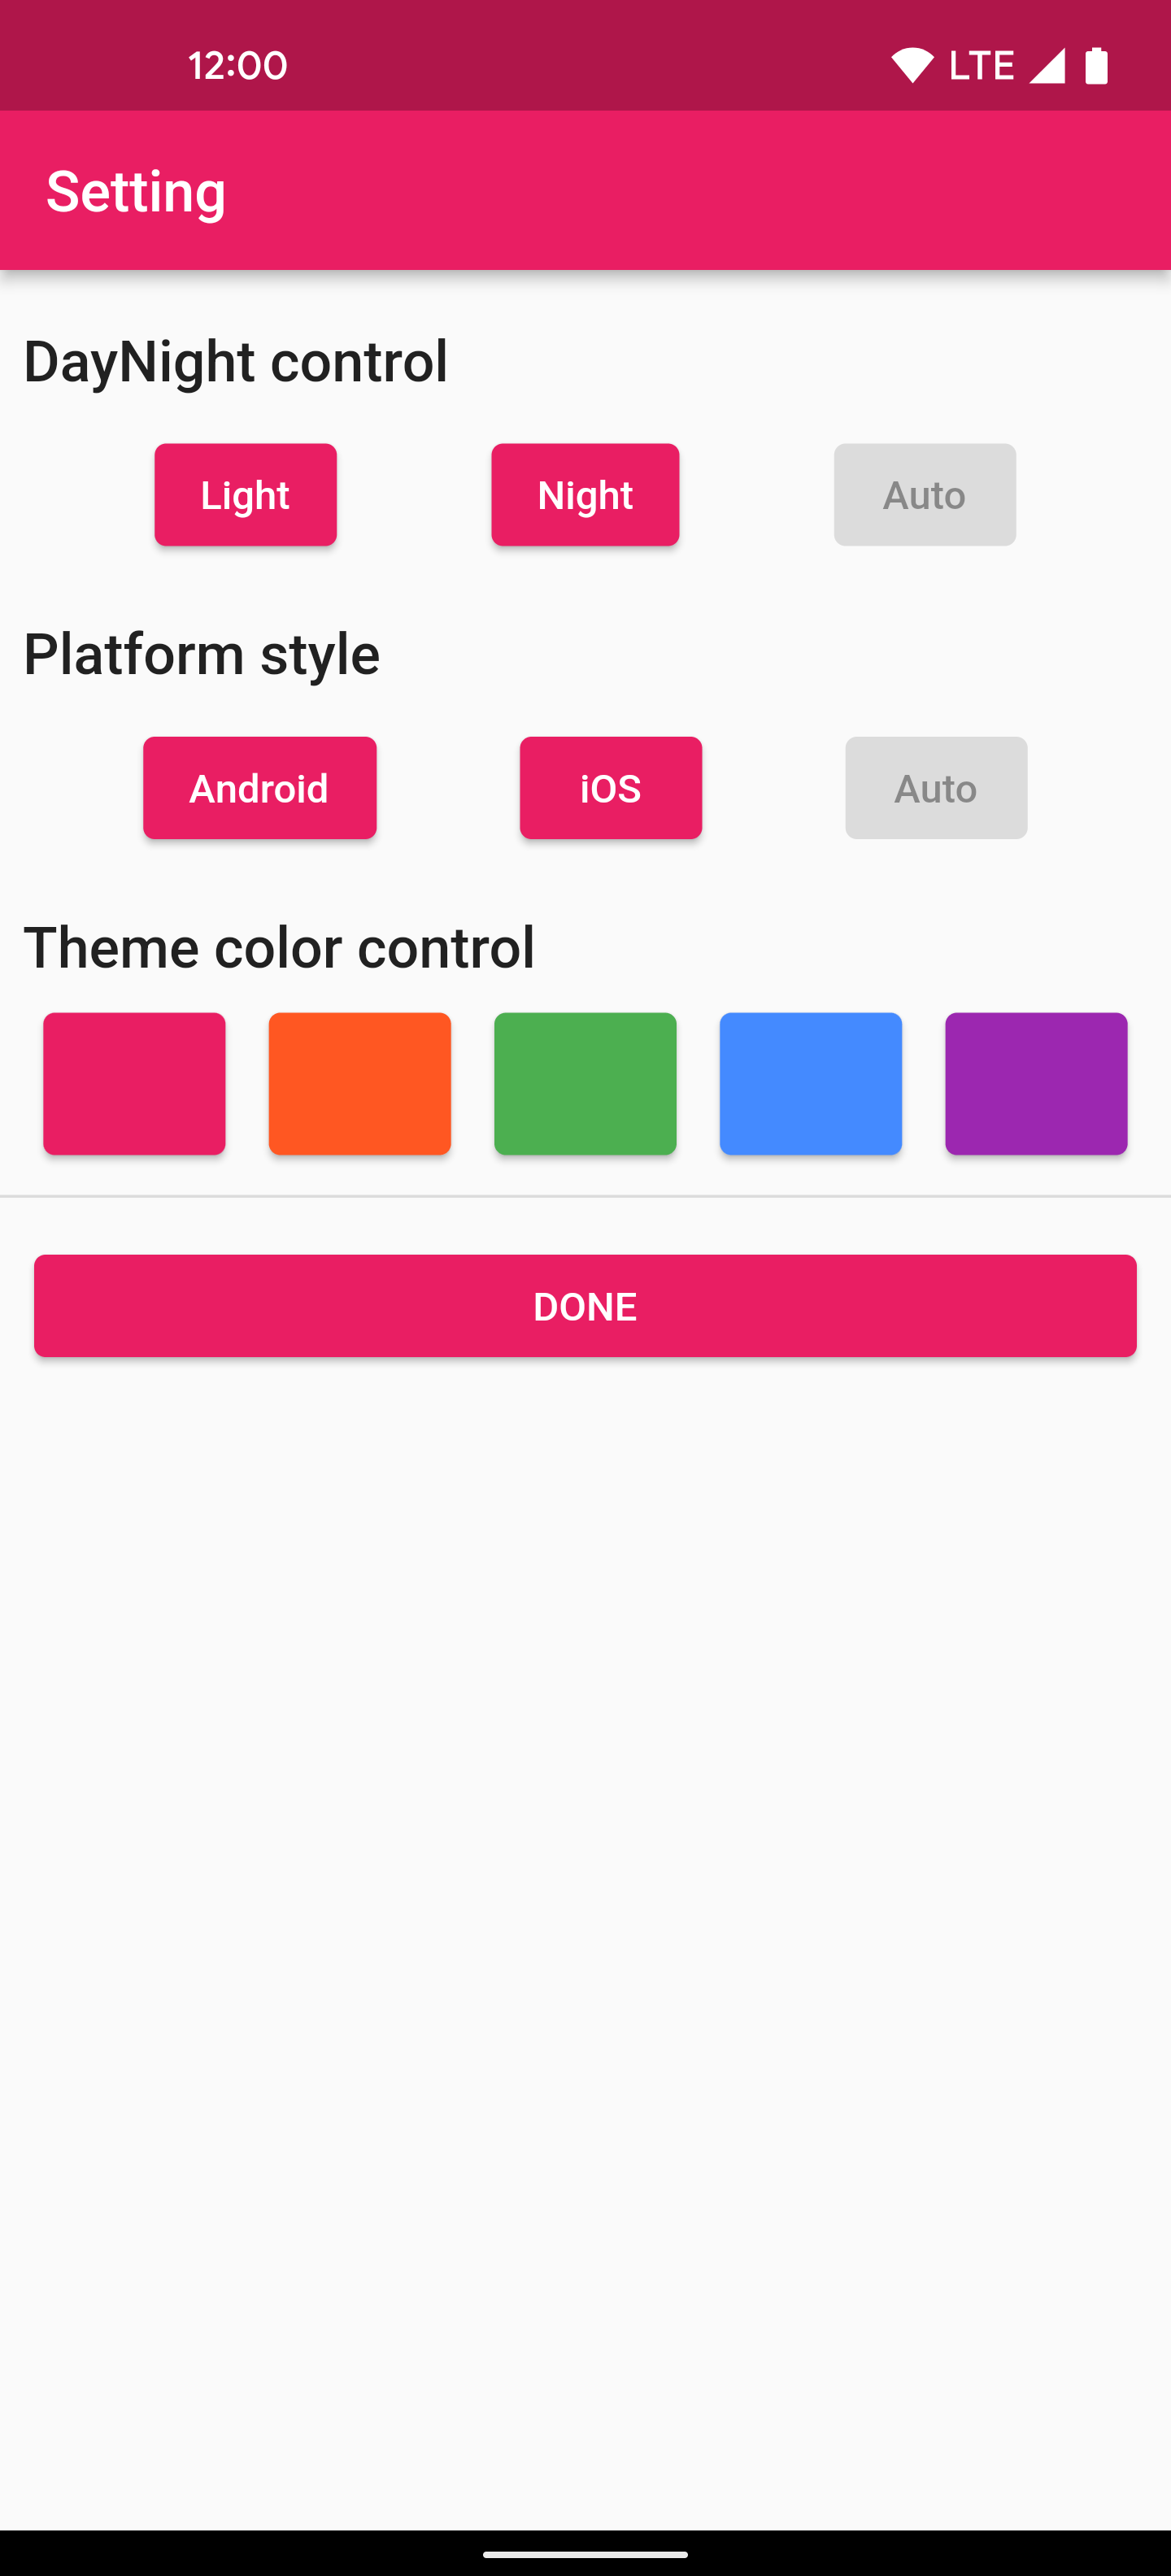 12:00 LTE
Setting
DayNight control
Light Night Auto
Platform style
Android iOS Auto
Theme color control
DONE